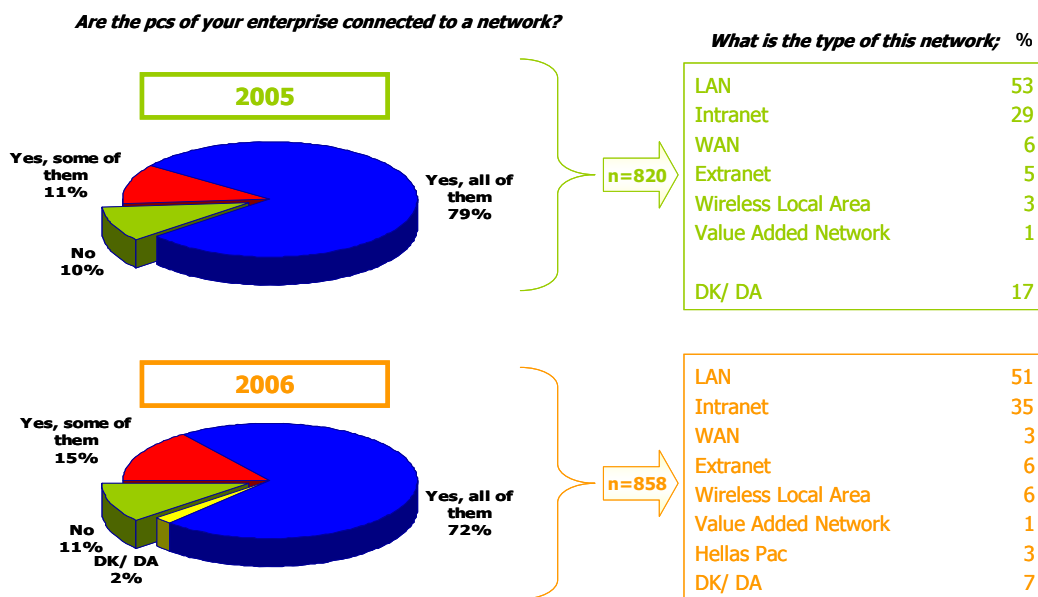 Are the pcs of your enterprise connected to a network?
What is the type of this network; %
2005
Yes, some of
them
11%
Yes, all of
them
79%
No
10%
n=820
LAN 53
Intranet 29
WAN 6
Extranet 5
Wireless Local Area 3
Value Added Network 1
DK/ DA 17
2006
Yes, some of
them
15%
Yes, all of
them
72%
No
11%
DK/ DA
2%
n=858
LAN 51
Intranet 35
WAN 3
Extranet 6
Wireless Local Area 6
Value Added Network 1
Hellas Pac 3
DK/ DA 7